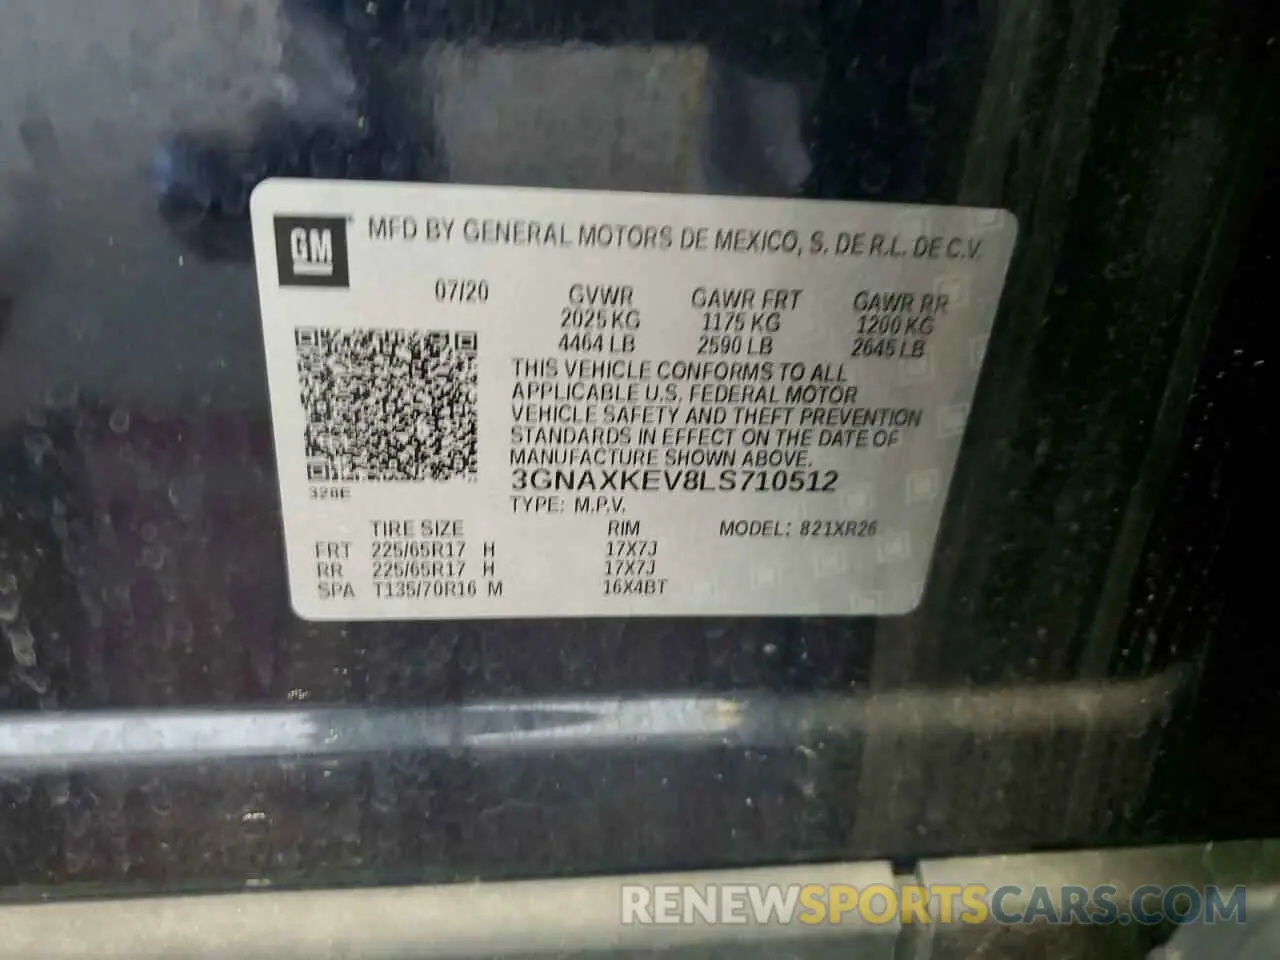 GM
MFD BY GENERAL MOTORS DE MEXICO, S. DE R.L. DE C.V.
07/20 GVWR GAWR FRT GAWR RR
2025 KG 1175 KG 1200 KG
4464 LB 2590 LB 2645 LB
THIS VEHICLE CONFORMS TO ALL
APPLICABLE U.S. FEDERAL MOTOR
VEHICLE SAFETY AND THEFT PREVENTION
STANDARDS IN EFFECT ON THE DATE OF
MANUFACTURE SHOWN ABOVE.
3GNAXKEV8LS710512
328E
TYPE: M.P.V.
TIRE SIZE RIM MODEL: 821XR26
FRT 225/65R17 H 17X7J
RR 225/65R17 H 17X7J
SPA T135/70R16 M 16X4BT
RENEWSPORTSCARS.COM